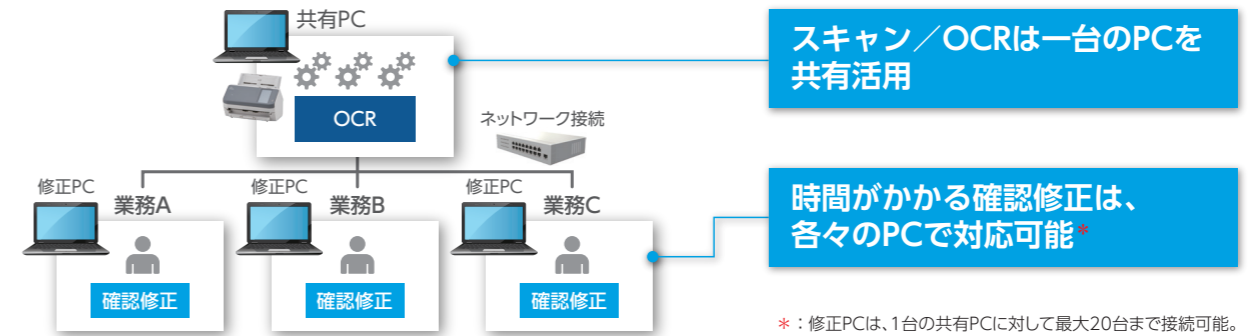 共有PC
スキャン／OCRは一台のPCを
共有活用
OCR
ネットワーク接続
修正PC
業務A
修正PC
業務B
修正PC
業務C
時間がかかる確認修正は、
各々のPCで対応可能*
確認修正
確認修正
確認修正
*：修正PCは、1台の共有PCに対して最大20台まで接続可能。